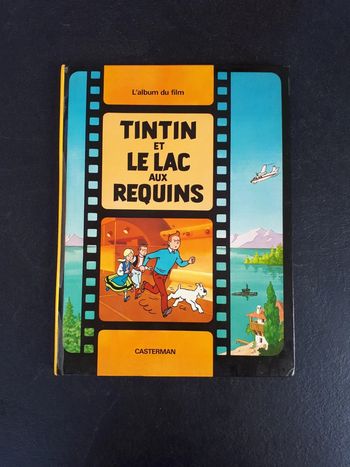 L'album du film
TINTIN
ET
LE LAC
AUX
REQUINS
CASTERMAN